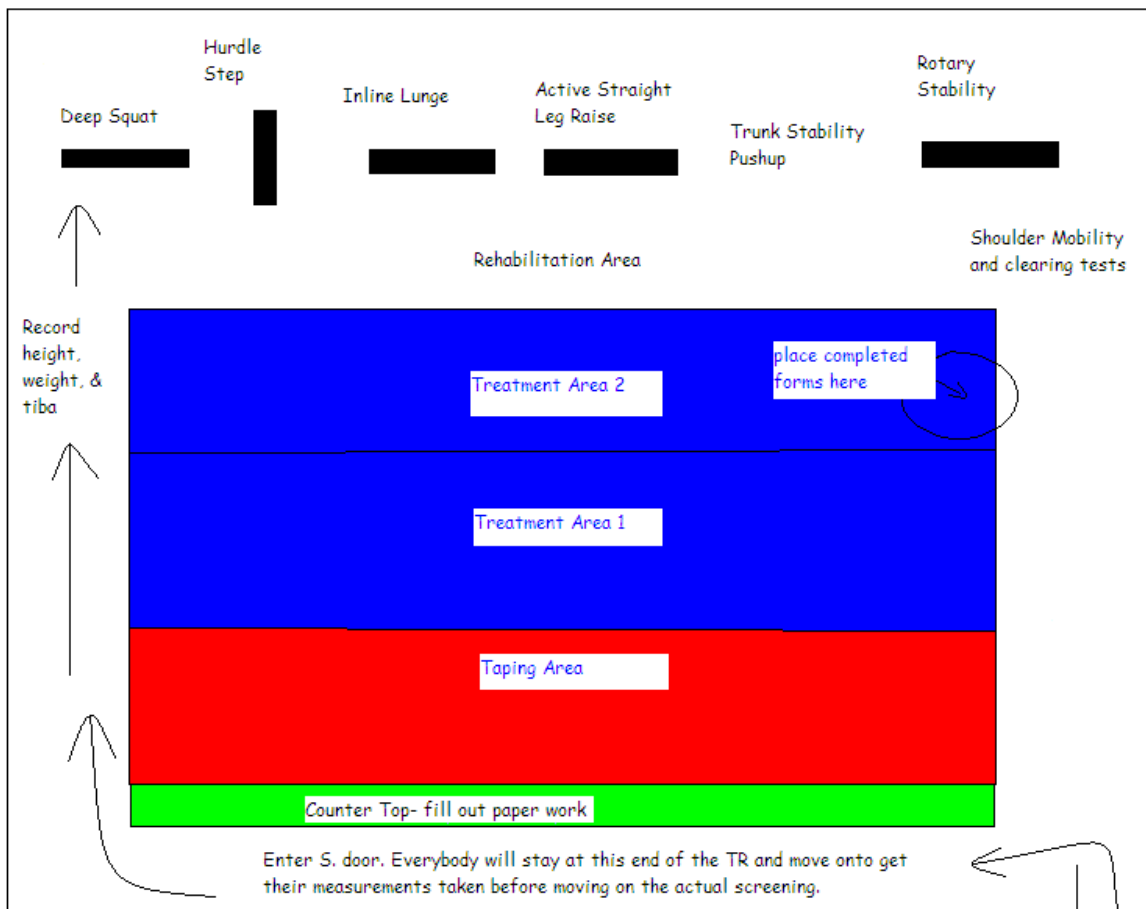 Hurdle
Step
Deep Squat
Inline Lunge
Active Straight
Leg Raise
Trunk Stability
Pushup
Rotary
Stability
Shoulder Mobility
and clearing tests
Rehabilitation Area
Record
height,
weight, &
tiba
Treatment Area 2
place completed
forms here
Treatment Area 1
Taping Area
Counter Top- fill out paper work
Enter S. door. Everybody will stay at this end of the TR and move onto get
their measurements taken before moving on the actual screening.